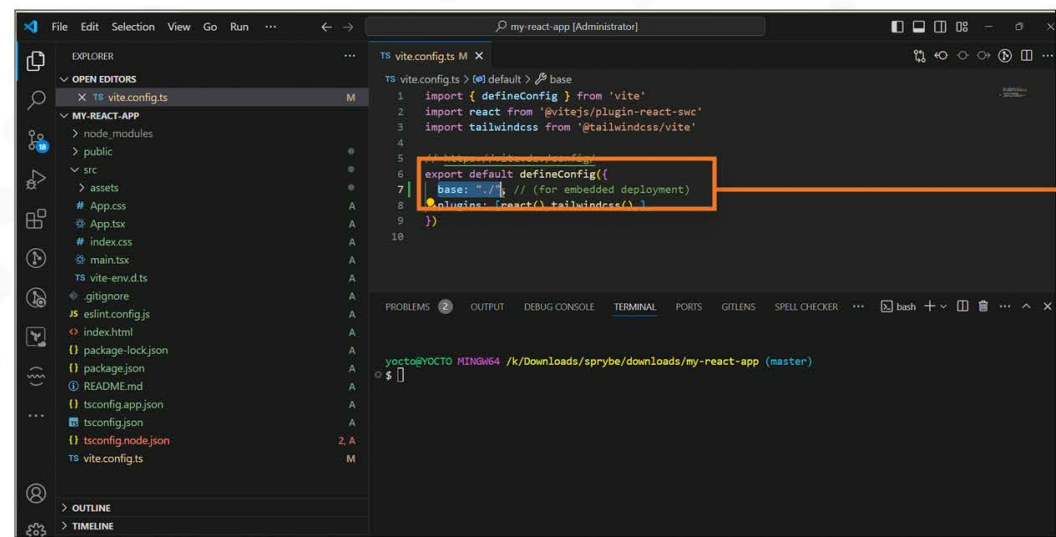 File Edit Selection View Go Run ··· my-react-app [Administrator]
EXPLORER ···
OPEN EDITORS
TS vite.config.ts M
MY-REACT-APP
node_modules
public
src
assets
# App.css A
App.tsx A
# index.css A
main.tsx A
TS vite-env.d.ts A
.gitignore A
JS eslint.config.js A
<> index.html A
{} package-lock.json A
{} package.json A
README.md A
{} tsconfig.app.json A
tsconfig.json A
{} tsconfig.node.json 2, A
TS vite.config.ts M
OUTLINE
TIMELINE
18
TS vite.config.ts M
TS vite.config.ts > default > base
1 import { defineConfig } from 'vite'
2 import react from '@vitejs/plugin-react-swc'
3 import tailwindcss from '@tailwindcss/vite'
4
5 // https://vite.dev/config/
6 export default defineConfig({
7 base: "./", // (for embedded deployment)
8 plugins: [react(),tailwindcss(),]
9 })
10
PROBLEMS 2 OUTPUT DEBUG CONSOLE TERMINAL PORTS GITLENS SPELL CHECKER ··· bash
yocto@YOCTO MINGW64 /k/Downloads/sprybe/downloads/my-react-app (master)
$